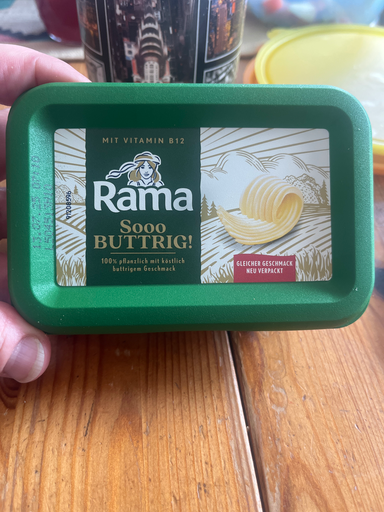 MIT VITAMIN B12
Rama
SOOO
BUTTRIG!
100% pflanzlich mit köstlich
buttrigem Geschmack
GLEICHER GESCHMACK
NEU VERPACKT